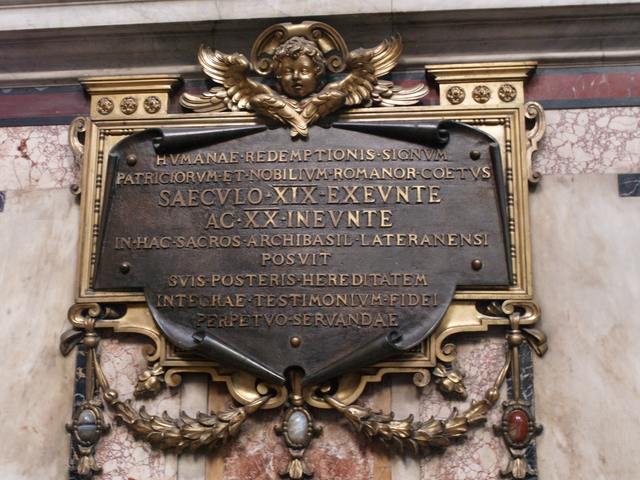 HVMANAE·REDEMPTIONIS·SIGNVM
PATRICIORVM·ET·NOBILIVM·ROMANOR·COETVS
SAECVLO·XIX·EXEVNTE
AC·XX·INEVNTE
IN·HAC·SACROS·ARCHIBASIL·LATERANENSI
POSVIT
SVIS·POSTERIS·HEREDITATEM
INTEGRAE·TESTIMONIVM·FIDEI
PERPETVO·SERVANDAE